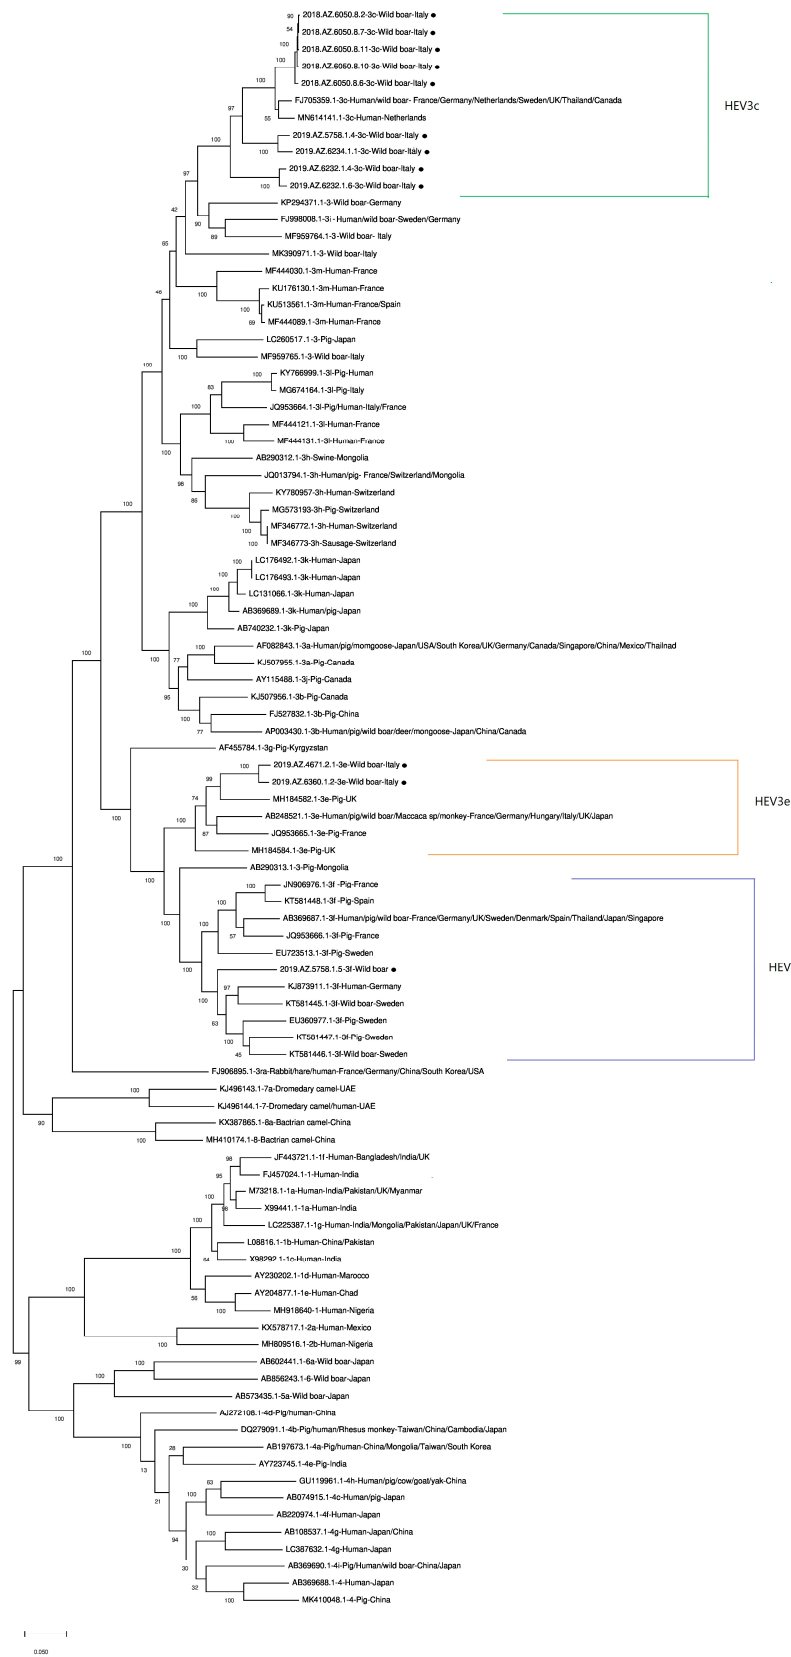 2018.AZ.6050.8.2-3c-Wild boar-Italy
2018.AZ.6050.8.7-3c-Wild boar-Italy
2018.AZ.6050.8.11-3c-Wild boar-Italy
2018.AZ.6050.8.10-3c-Wild boar-Italy
2018.AZ.6050.8.6-3c-Wild boar-Italy
FJ705359.1-3c-Human/wild boar- France/Germany/Netherlands/Sweden/UK/Thailand/Canada
HEV3c
MN614141.1-3c-Human-Netherlands
2019.AZ.5758.1.4-3c-Wild boar-Italy
2019.AZ.6234.1.1-3c-Wild boar-Italy
2019.AZ.6232.1.4-3c-Wild boar-Italy
2019.AZ.6232.1.6-3c-Wild boar-Italy
KP294371.1-3-Wild boar-Germany
FJ998008.1-3i-Human/wild boar-Sweden/Germany
MF959764.1-3-Wild boar- Italy
MK390971.1-3-Wild boar-Italy
MF444030.1-3m-Human-France
KU176130.1-3m-Human-France
KU513561.1-3m-Human-France/Spain
MF444089.1-3m-Human-France
LC260517.1-3-Pig-Japan
MF959765.1-3-Wild boar-Italy
KY766999.1-3l-Pig-Human
MG674164.1-3l-Pig-Italy
JQ953664.1-3l-Pig/Human-Italy/France
MF444121.1-3l-Human-France
MF444131.1-3l-Human-France
AB290312.1-3h-Swine-Mongolia
JQ013794.1-3h-Human/pig- France/Switzerland/Mongolia
KY780957-3h-Human-Switzerland
MG573193-3h-Pig-Switzerland
MF346772.1-3h-Human-Switzerland
MF346773-3h-Sausage-Switzerland
LC176492.1-3k-Human-Japan
LC176493.1-3k-Human-Japan
LC131066.1-3k-Human-Japan
AB369689.1-3k-Human/pig-Japan
AB740232.1-3k-Pig-Japan
AF082843.1-3a-Human/pig/momgoose-Japan/USA/South Korea/UK/Germany/Canada/Singapore/China/Mexico/Thailnad
KJ507955.1-3a-Pig-Canada
AY115488.1-3j-Pig-Canada
KJ507956.1-3b-Pig-Canada
FJ527832.1-3b-Pig-China
AP003430.1-3b-Human/pig/wild boar/deer/mongoose-Japan/China/Canada
AF455784.1-3g-Pig-Kyrgyzstan
2019.AZ.4671.2.1-3e-Wild boar-Italy
2019.AZ.6360.1.2-3e-Wild boar-Italy
MH184582.1-3e-Pig-UK
HEV3e
AB248521.1-3e-Human/pig/wild boar/Maccaca sp/monkey-France/Germany/Hungary/Italy/UK/Japan
JQ953665.1-3e-Pig-France
MH184584.1-3e-Pig-UK
AB290313.1-3-Pig-Mongolia
JN906976.1-3f -Pig-France
KT581448.1-3f-Pig-Spain
AB369687.1-3f-Human/pig/wild boar-France/Germany/UK/Sweden/Denmark/Spain/Thailand/Japan/Singapore
JQ953666.1-3f-Pig-France
EU723513.1-3f-Pig-Sweden
2019.AZ.5758.1.5-3f-Wild boar
HEV
KJ873911.1-3f-Human-Germany
KT581445.1-3f-Wild boar-Sweden
EU360977.1-3f-Pig-Sweden
KT581447.1-3f-Pig-Sweden
KT581446.1-3f-Wild boar-Sweden
FJ906895.1-3ra-Rabbit/hare/human-France/Germany/China/South Korea/USA
KJ496143.1-7a-Dromedary camel-UAE
KJ496144.1-7-Dromedary camel/human-UAE
KX387865.1-8a-Bactrian camel-China
MH410174.1-8-Bactrian camel-China
JF443721.1-1f-Human-Bangladesh/India/UK
FJ457024.1-1-Human-India
M73218.1-1a-Human-India/Pakistan/UK/Myanmar
X99441.1-1a-Human-India
LC225387.1-1g-Human-India/Mongolia/Pakistan/Japan/UK/France
L08816.1-1b-Human-China/Pakistan
X98292.1-1c-Human-India
AY230202.1-1d-Human-Marocco
AY204877.1-1e-Human-Chad
MH918640-1-Human-Nigeria
KX578717.1-2a-Human-Mexico
MH809516.1-2b-Human-Nigeria
AB602441.1-6a-Wild boar-Japan
AB856243.1-6-Wild boar-Japan
AB573435.1-5a-Wild boar-Japan
AJ272108.1-4d-Pig/human-China
DQ279091.1-4b-Pig/human/Rhesus monkey-Taiwan/China/Cambodia/Japan
AB197673.1-4a-Pig/human-China/Mongolia/Taiwan/South Korea
AY723745.1-4e-Pig-India
GU119961.1-4h-Human/pig/cow/goat/yak-China
AB074915.1-4c-Human/pig-Japan
AB220974.1-4f-Human-Japan
AB108537.1-4g-Human-Japan/China
LC387632.1-4g-Human-Japan
AB369690.1-4i-Pig/Human/wild boar-China/Japan
AB369688.1-4-Human-Japan
MK410048.1-4-Pig-China
0.050